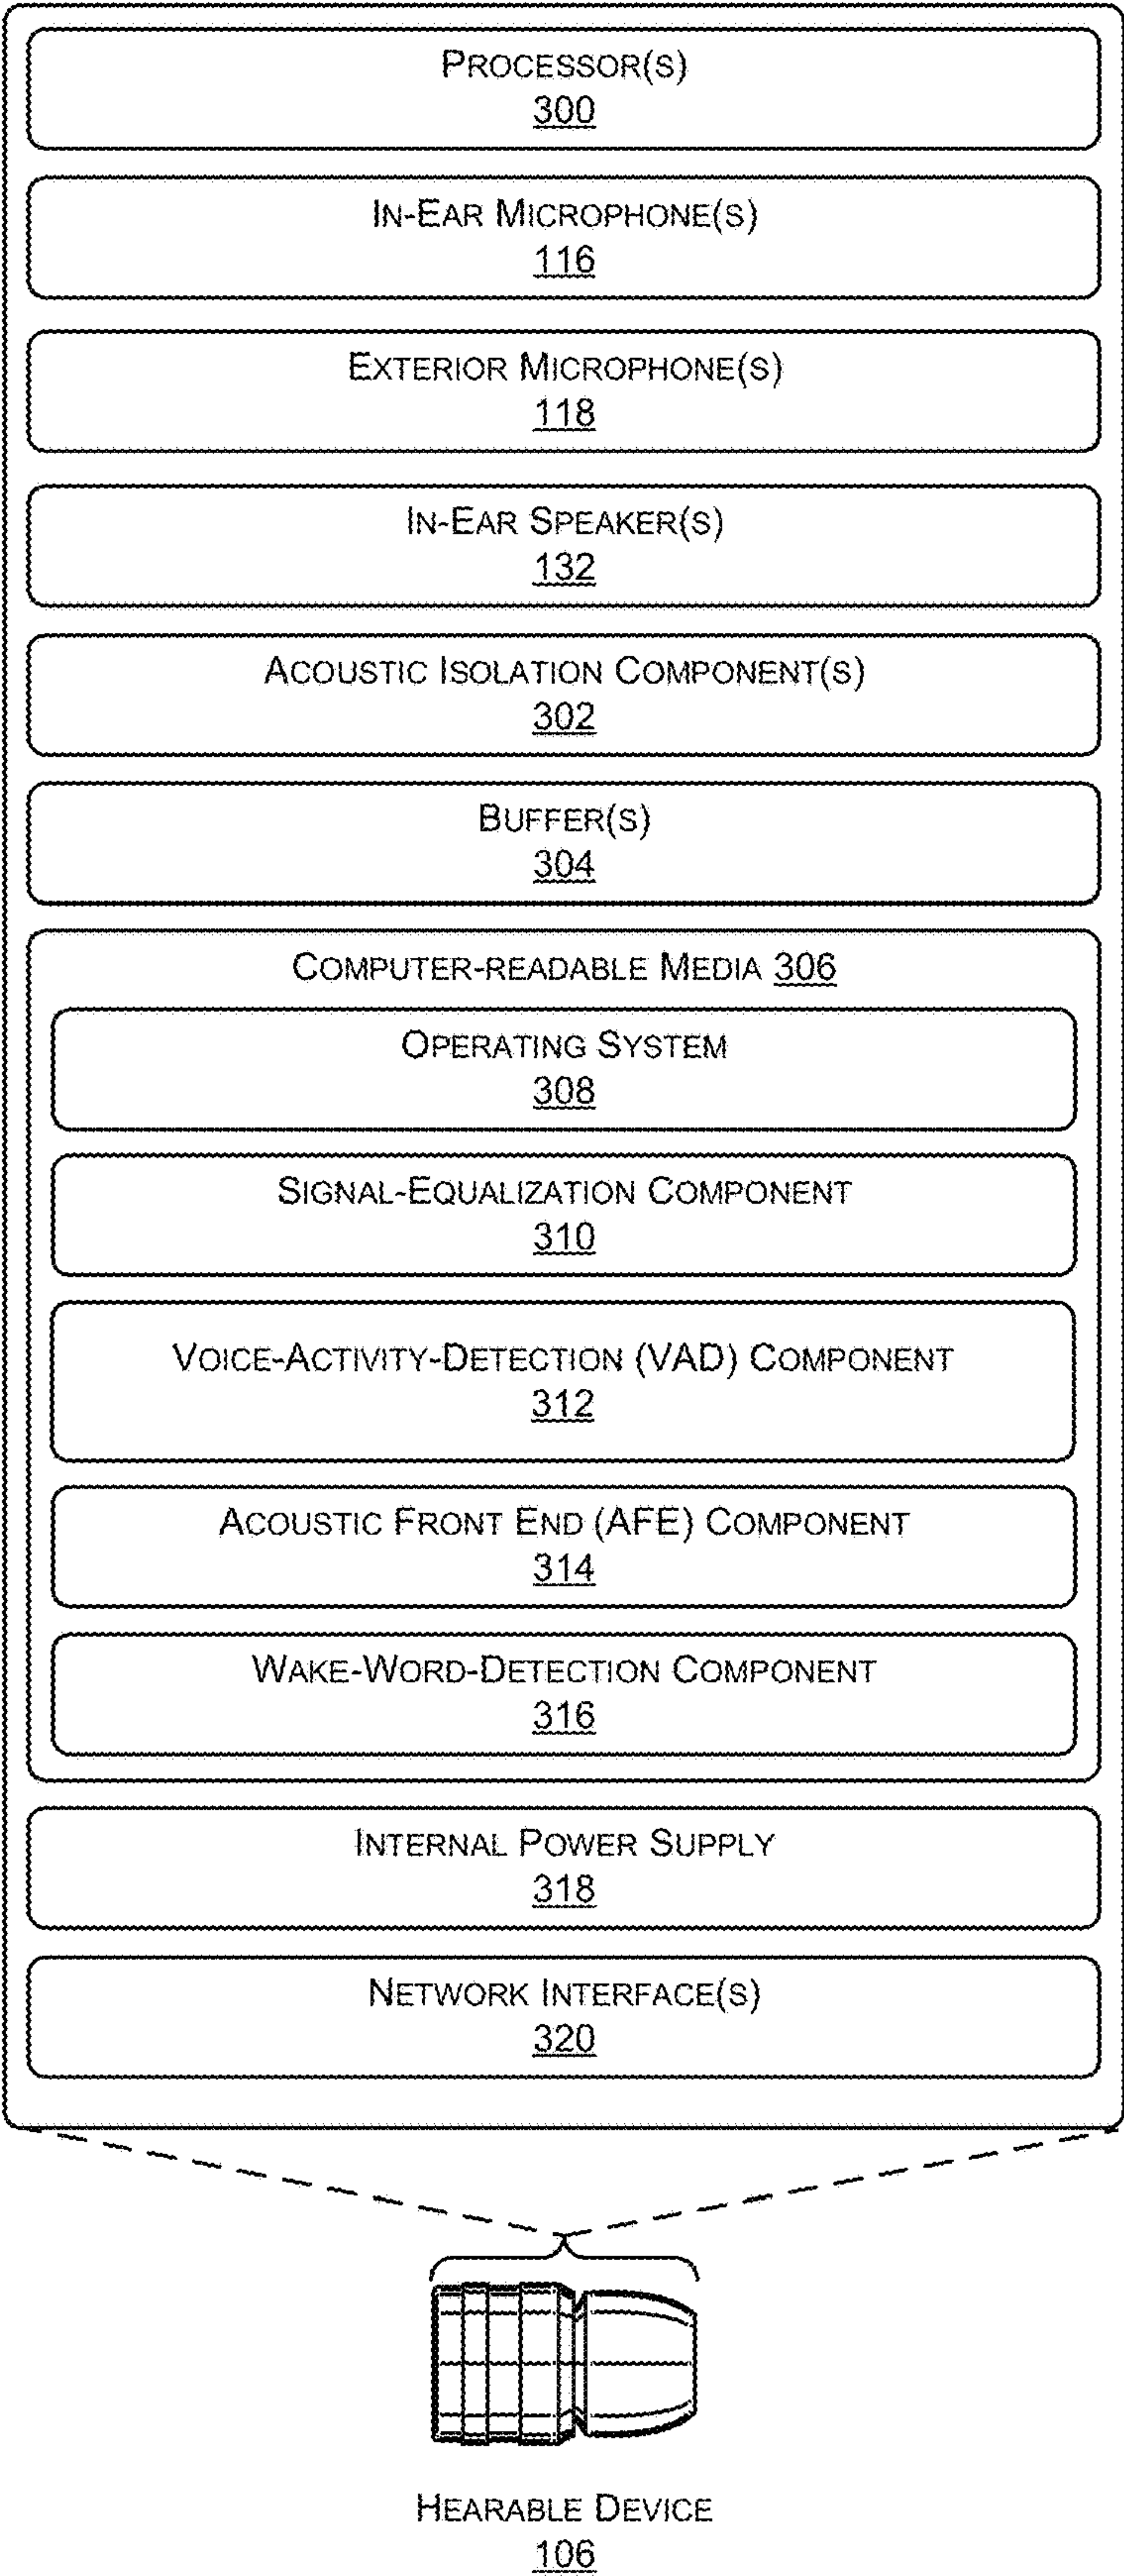 PROCESSOR(S)
300
IN-EAR MICROPHONE(S)
116
EXTERIOR MICROPHONE(S)
118
IN-EAR SPEAKER(S)
132
ACOUSTIC ISOLATION COMPONENT(S)
302
BUFFER(S)
304
COMPUTER-READABLE MEDIA 306
OPERATING SYSTEM
308
SIGNAL-EQUALIZATION COMPONENT
310
VOICE-ACTIVITY-DETECTION (VAD) COMPONENT
312
ACOUSTIC FRONT END (AFE) COMPONENT
314
WAKE-WORD-DETECTION COMPONENT
316
INTERNAL POWER SUPPLY
318
NETWORK INTERFACE(S)
320
HEARABLE DEVICE
106